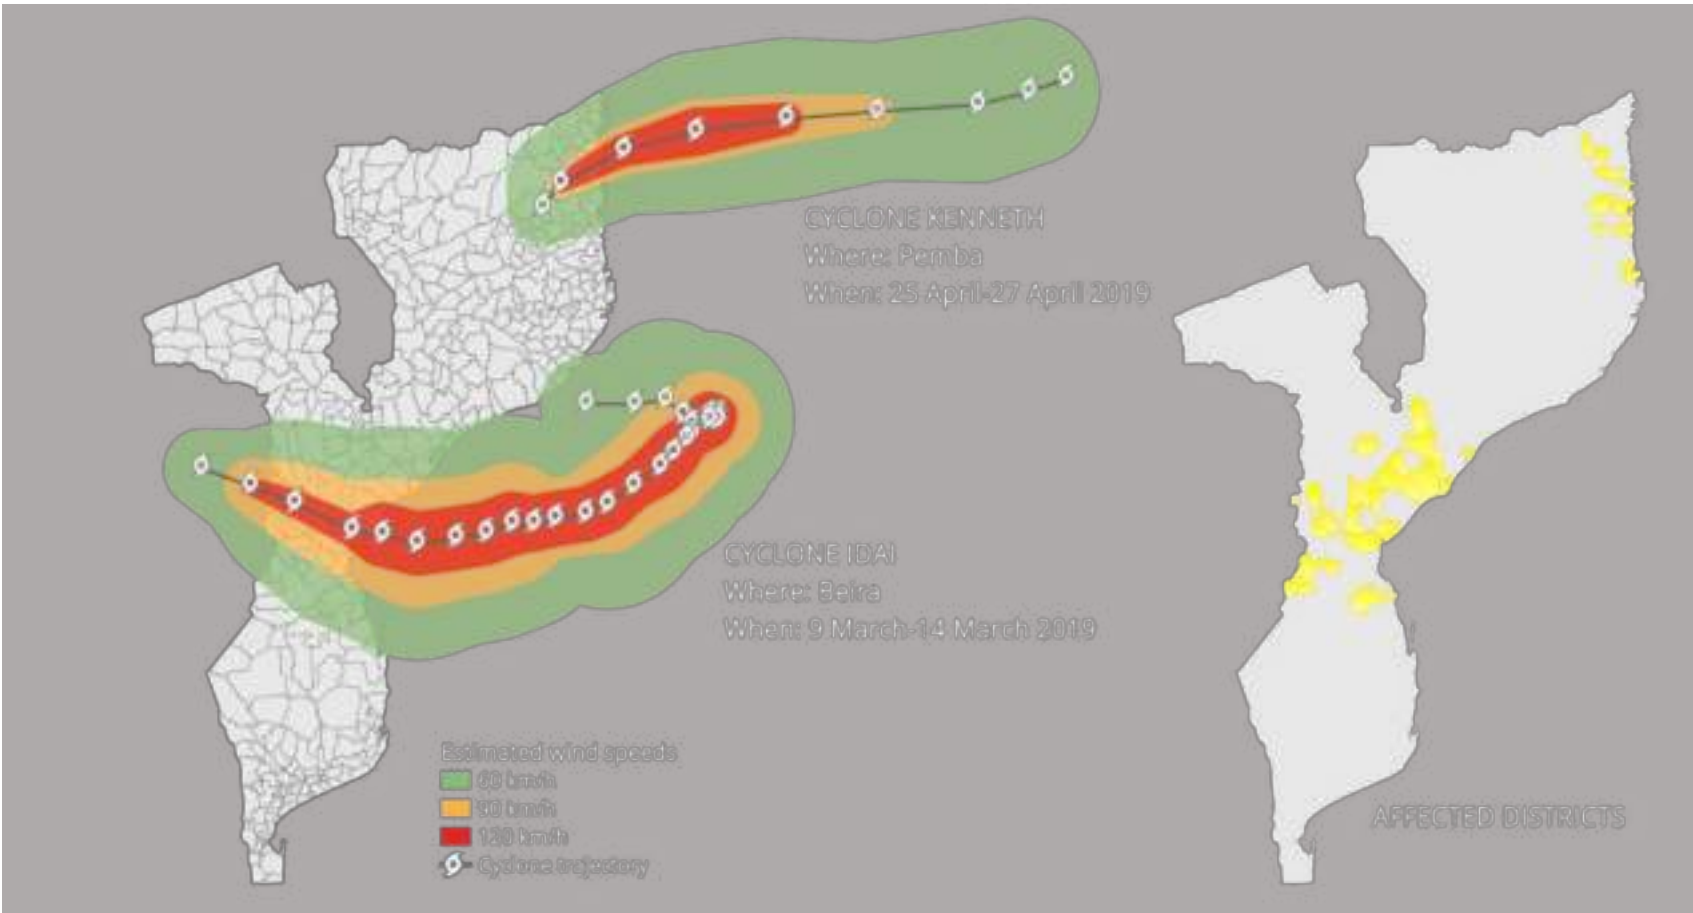 CYCLONE KENNETH
Where: Pemba
When: 25 April-27 April 2019
CYCLONE IDAI
Where: Beira
When: 9 March-14 March 2019
Estimated wind speeds
60 km/h
90 km/h
120 km/h
Cyclone trajectory
AFFECTED DISTRICTS